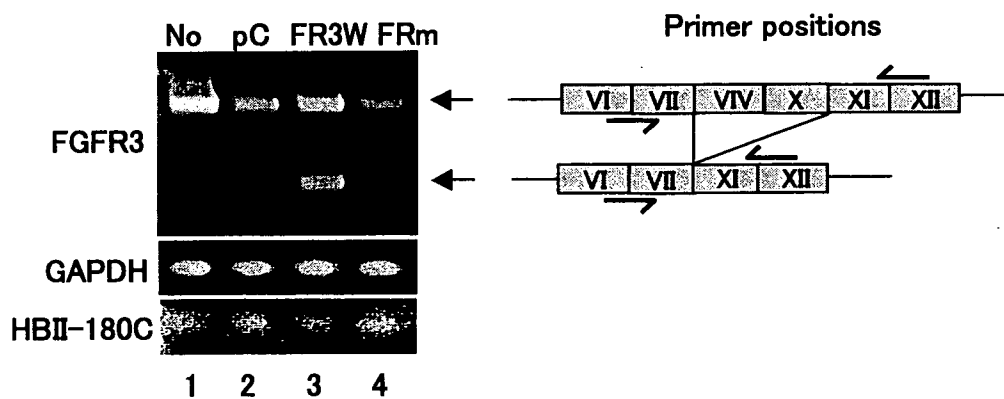 No pC FR3W FRm
FGFR3
GAPDH
HBⅡ-180C
1 2 3 4
Primer positions
Ⅵ Ⅶ VIV X Ⅺ Ⅻ
Ⅵ Ⅶ Ⅺ Ⅻ